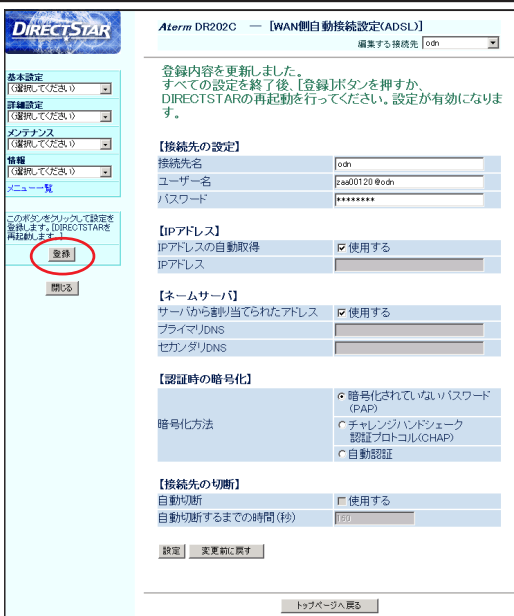 DIRECTSTAR
Aterm DR202C ― [WAN側自動接続設定(ADSL)]
編集する接続先 odn
基本設定
(選択してください)
詳細設定
(選択してください)
メンテナンス
(選択してください)
情報
(選択してください)
メニュー一覧
このボタンをクリックして設定を
登録します。[DIRECTSTARを
再起動します。]
登録
閉じる
登録内容を更新しました。
すべての設定を終了後、[登録]ボタンを押すか、
DIRECTSTARの再起動を行ってください。設定が有効になりま
す。
【接続先の設定】
接続先名 odn
ユーザー名 zaa00120@odn
パスワード ********
【IPアドレス】
IPアドレスの自動取得 使用する
IPアドレス
【ネームサーバ】
サーバから割り当てられたアドレス 使用する
プライマリDNS
セカンダリDNS
【認証時の暗号化】
暗号化方法
暗号化されていないパスワード
(PAP)
チャレンジハンドシェーク
認証プロトコル(CHAP)
自動認証
【接続先の切断】
自動切断 使用する
自動切断するまでの時間(秒) 180
設定 変更前に戻す
トップページへ戻る